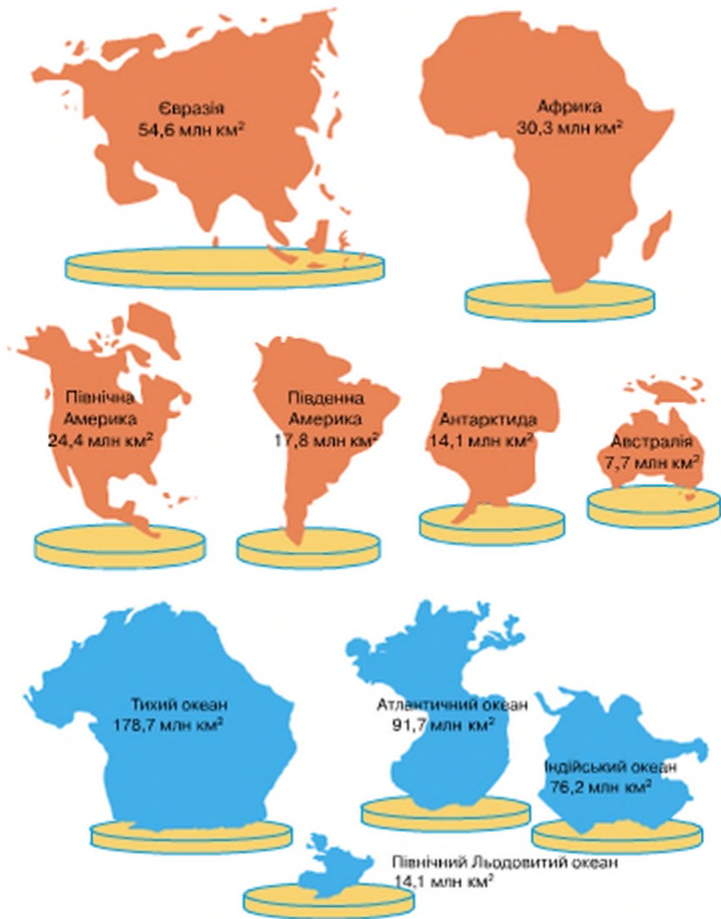 Євразія
54,6 млн км²
Африка
30,3 млн км²
Північна
Америка
24,4 млн км²
Південна
Америка
17,8 млн км²
Антарктида
14,1 млн км²
Австралія
7,7 млн км²
Тихий океан
178,7 млн км²
Атлантичний океан
91,7 млн км²
Індійський океан
76,2 млн км²
Північний Льодовитий океан
14,1 млн км²